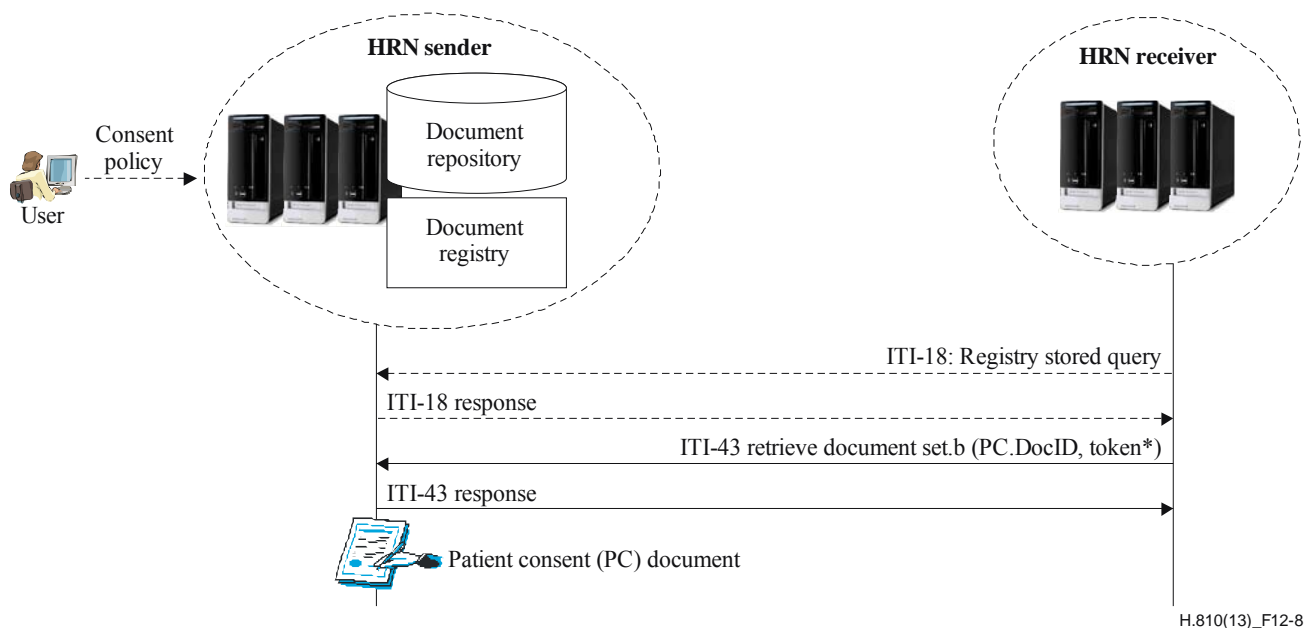 HRN sender
HRN receiver
Document
repository
Consent
policy
User
Document
registry
ITI-18: Registry stored query
ITI-18 response
ITI-43 retrieve document set.b (PC.DocID, token*)
ITI-43 response
Patient consent (PC) document
H.810(13)_F12-8